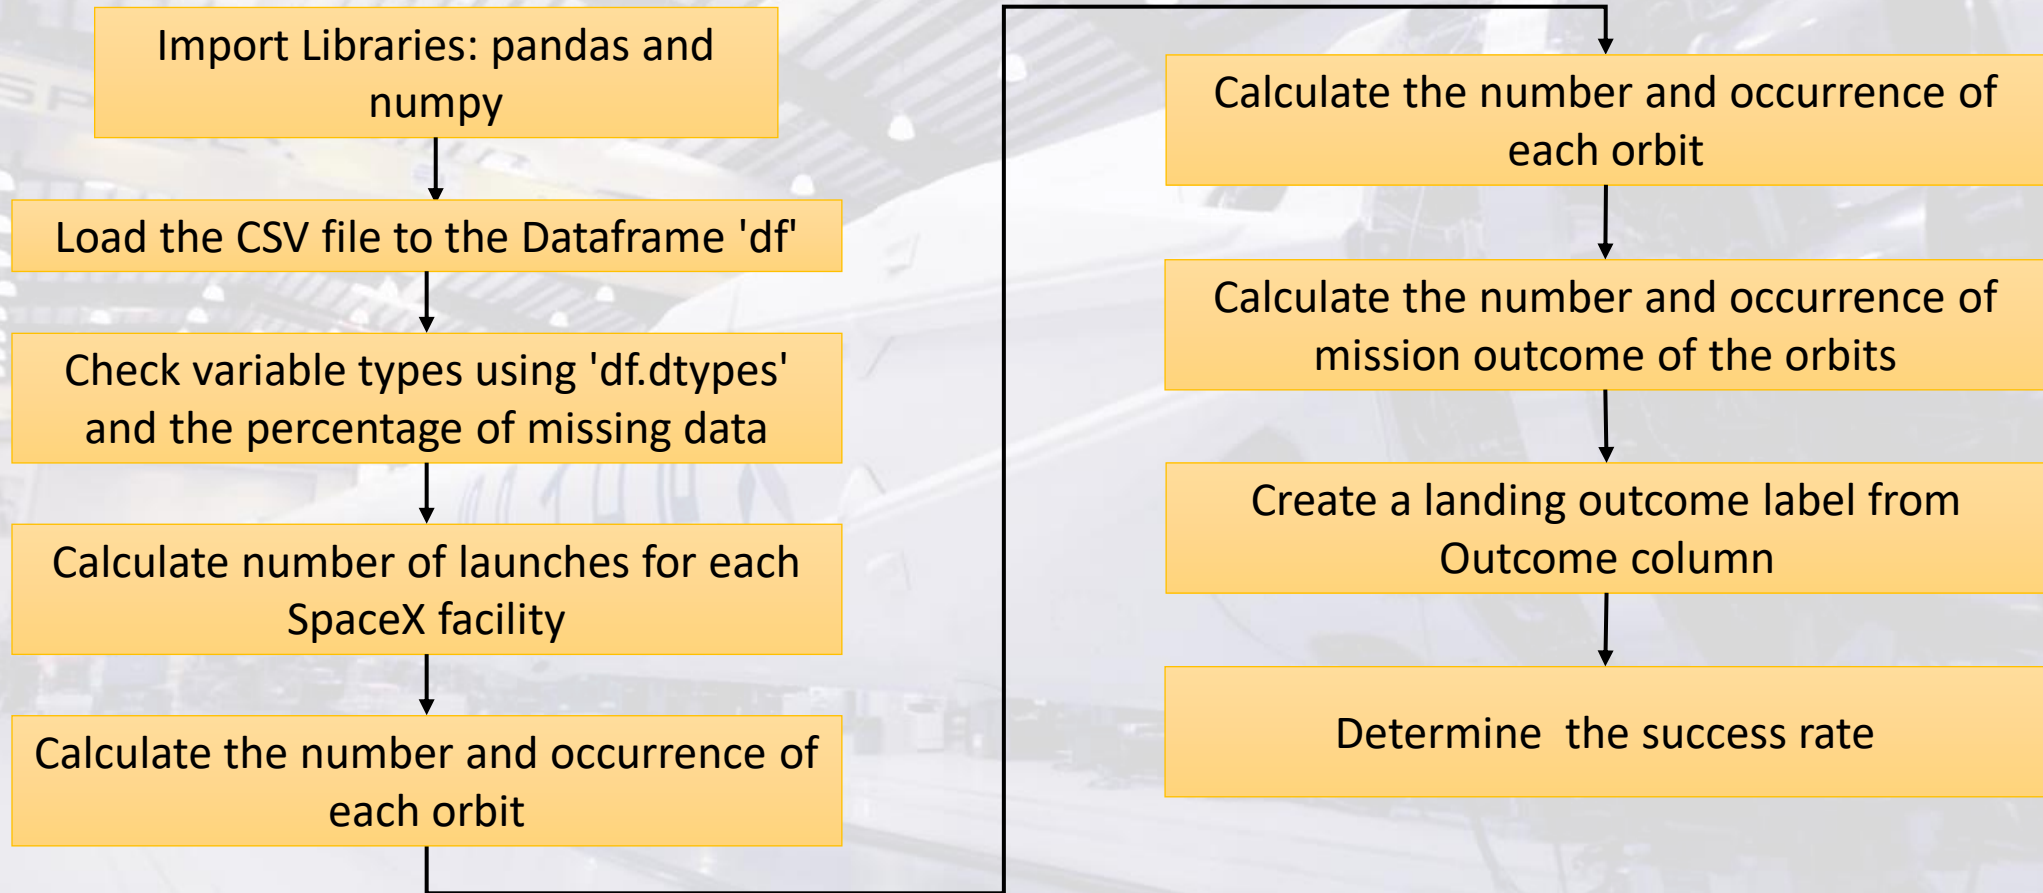 Import Libraries: pandas and
numpy
Load the CSV file to the Dataframe 'df'
Check variable types using 'df.dtypes'
and the percentage of missing data
Calculate number of launches for each
SpaceX facility
Calculate the number and occurrence of
each orbit
Calculate the number and occurrence of
each orbit
Calculate the number and occurrence of
mission outcome of the orbits
Create a landing outcome label from
Outcome column
Determine  the success rate